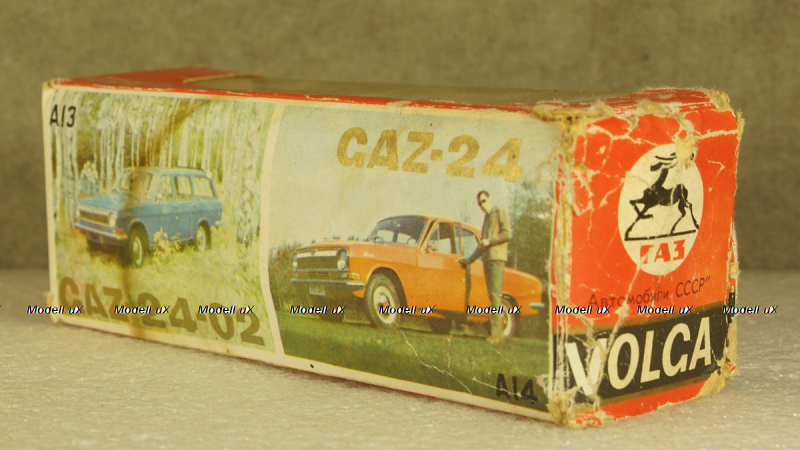 A13
GAZ-24-02
GAZ-24
A14
ГАЗ
Автомобили СССР"
VOLGA
Modell uX Modell uX Modell uX Modell uX Modell uX Modell uX Modell uX Modell uX Modell uX